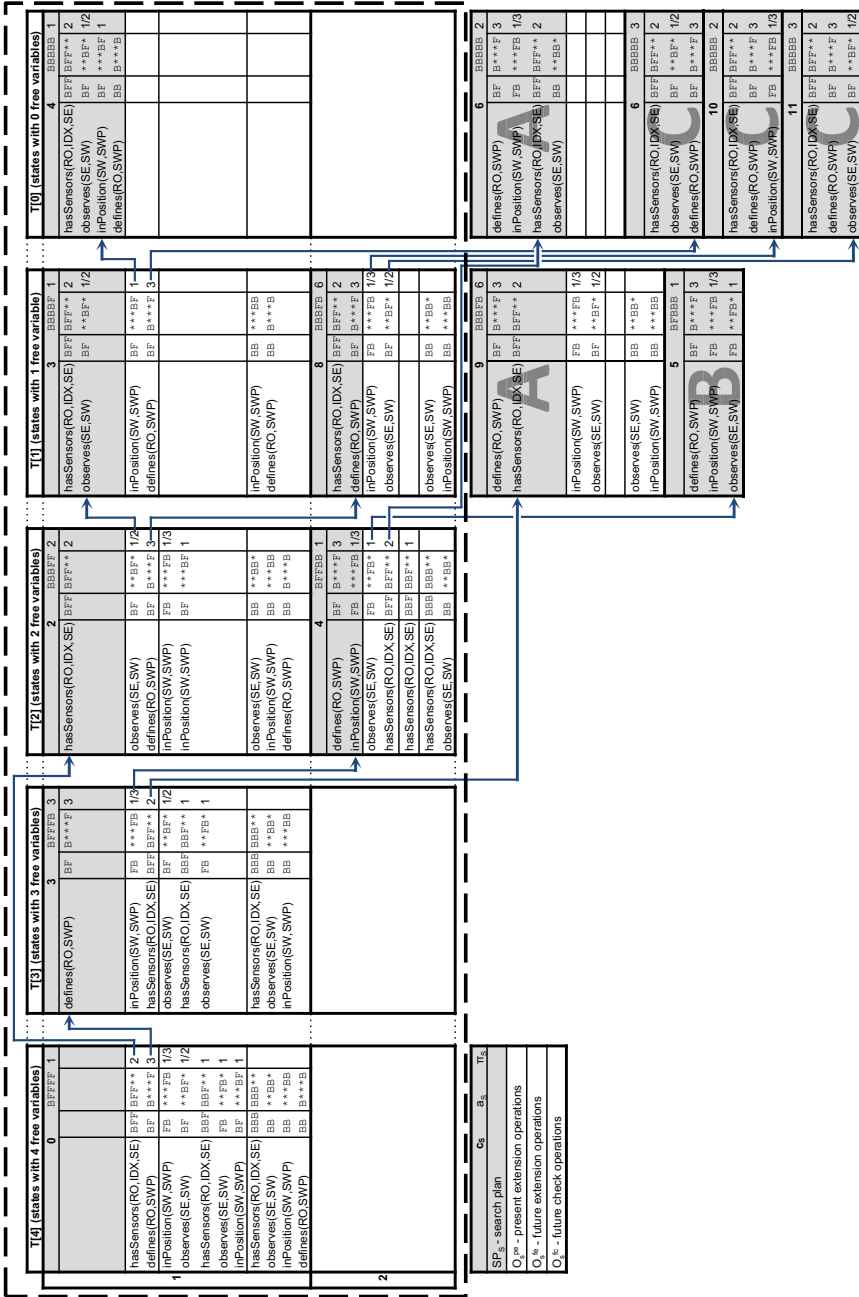 T[4] (states with 4 free variables)
0 BFFFF 1
hasSensors(RO,IDX,SE) BFF BFF** 2
defines(RO,SWP) BF B***F 3
inPosition(SW,SWP) FB ***FB 1/3
observes(SE,SW) BF **BF* 1/2
hasSensors(RO,IDX,SE) BBF BBF** 1
observes(SE,SW) FB **FB* 1
inPosition(SW,SWP) BF ***BF 1
hasSensors(RO,IDX,SE) BBB BBB**
observes(SE,SW) BB **BB*
inPosition(SW,SWP) BB ***BB
defines(RO,SWP) BB B***B
1
2
T[3] (states with 3 free variables)
3 BFFFB 3
defines(RO,SWP) BF B***F 3
inPosition(SW,SWP) FB ***FB 1/3
hasSensors(RO,IDX,SE) BFF BFF** 2
observes(SE,SW) BF **BF* 1/2
hasSensors(RO,IDX,SE) BBF BBF** 1
observes(SE,SW) FB **FB* 1
hasSensors(RO,IDX,SE) BBB BBB**
observes(SE,SW) BB **BB*
inPosition(SW,SWP) BB ***BB
T[2] (states with 2 free variables)
2 BBBFF 2
hasSensors(RO,IDX,SE) BFF BFF** 2
observes(SE,SW) BF **BF* 1/2
defines(RO,SWP) BF B***F 3
inPosition(SW,SWP) FB ***FB 1/3
inPosition(SW,SWP) BF ***BF 1
observes(SE,SW) BB **BB*
inPosition(SW,SWP) BB ***BB
defines(RO,SWP) BB B***B
4 BFFBB 1
defines(RO,SWP) BF B***F 3
inPosition(SW,SWP) FB ***FB 1/3
observes(SE,SW) FB **FB* 1
hasSensors(RO,IDX,SE) BFF BFF** 2
hasSensors(RO,IDX,SE) BBF BBF** 1
hasSensors(RO,IDX,SE) BBB BBB**
observes(SE,SW) BB **BB*
T[1] (states with 1 free variable)
3 BBBBF 1
hasSensors(RO,IDX,SE) BFF BFF** 2
observes(SE,SW) BF **BF* 1/2
inPosition(SW,SWP) BF ***BF 1
defines(RO,SWP) BF B***F 3
inPosition(SW,SWP) BB ***BB
defines(RO,SWP) BB B***B
8 BBBFB 6
hasSensors(RO,IDX,SE) BFF BFF** 2
defines(RO,SWP) BF B***F 3
inPosition(SW,SWP) FB ***FB 1/3
observes(SE,SW) BF **BF* 1/2
observes(SE,SW) BB **BB*
inPosition(SW,SWP) BB ***BB
9 BBBFB 6
defines(RO,SWP) BF B***F 3
hasSensors(RO,IDX,SE) BFF BFF** 2
A
inPosition(SW,SWP) FB ***FB 1/3
observes(SE,SW) BF **BF* 1/2
observes(SE,SW) BB **BB*
inPosition(SW,SWP) BB ***BB
5 BFBBB 1
defines(RO,SWP) BF B***F 3
inPosition(SW,SWP) FB ***FB 1/3
observes(SE,SW) FB **FB* 1
B
T[0] (states with 0 free variables)
4 BBBBB 1
hasSensors(RO,IDX,SE) BFF BFF** 2
observes(SE,SW) BF **BF* 1/2
inPosition(SW,SWP) BF ***BF 1
defines(RO,SWP) BB B***B
6 BBBBB 2
defines(RO,SWP) BF B***F 3
inPosition(SW,SWP) FB ***FB 1/3
hasSensors(RO,IDX,SE) BFF BFF** 2
observes(SE,SW) BB **BB*
A
6 BBBBB 3
hasSensors(RO,IDX,SE) BFF BFF** 2
observes(SE,SW) BF **BF* 1/2
defines(RO,SWP) BF B***F 3
C
10 BBBBB 2
hasSensors(RO,IDX,SE) BFF BFF** 2
defines(RO,SWP) BF B***F 3
inPosition(SW,SWP) FB ***FB 1/3
C
11 BBBBB 3
hasSensors(RO,IDX,SE) BFF BFF** 2
defines(RO,SWP) BF B***F 3
observes(SE,SW) BF **BF* 1/2
C
cs as πs
SPs - search plan
Os^pe - present extension operations
Os^fe - future extension operations
Os^fc - future check operations